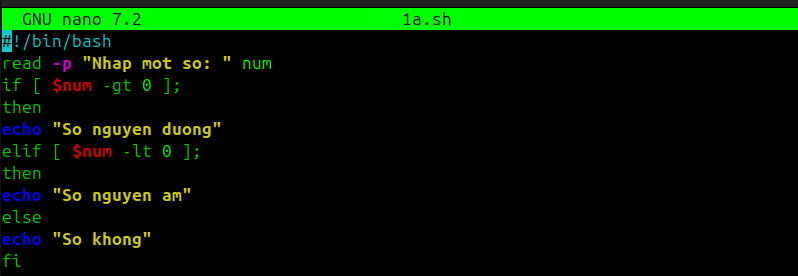 GNU nano 7.2 1a.sh
#!/bin/bash
read -p "Nhap mot so: " num
if [ $num -gt 0 ];
then
echo "So nguyen duong"
elif [ $num -lt 0 ];
then
echo "So nguyen am"
else
echo "So khong"
fi